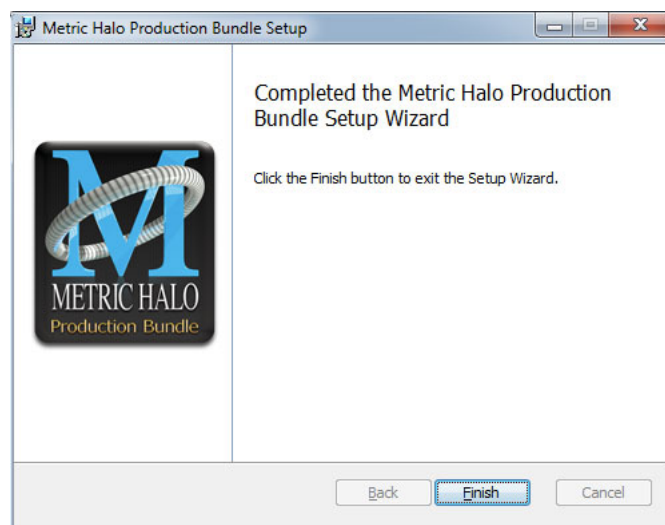 Metric Halo Production Bundle Setup
Completed the Metric Halo Production
Bundle Setup Wizard
Click the Finish button to exit the Setup Wizard.
M
METRIC HALO
Production Bundle
Back
Finish
Cancel